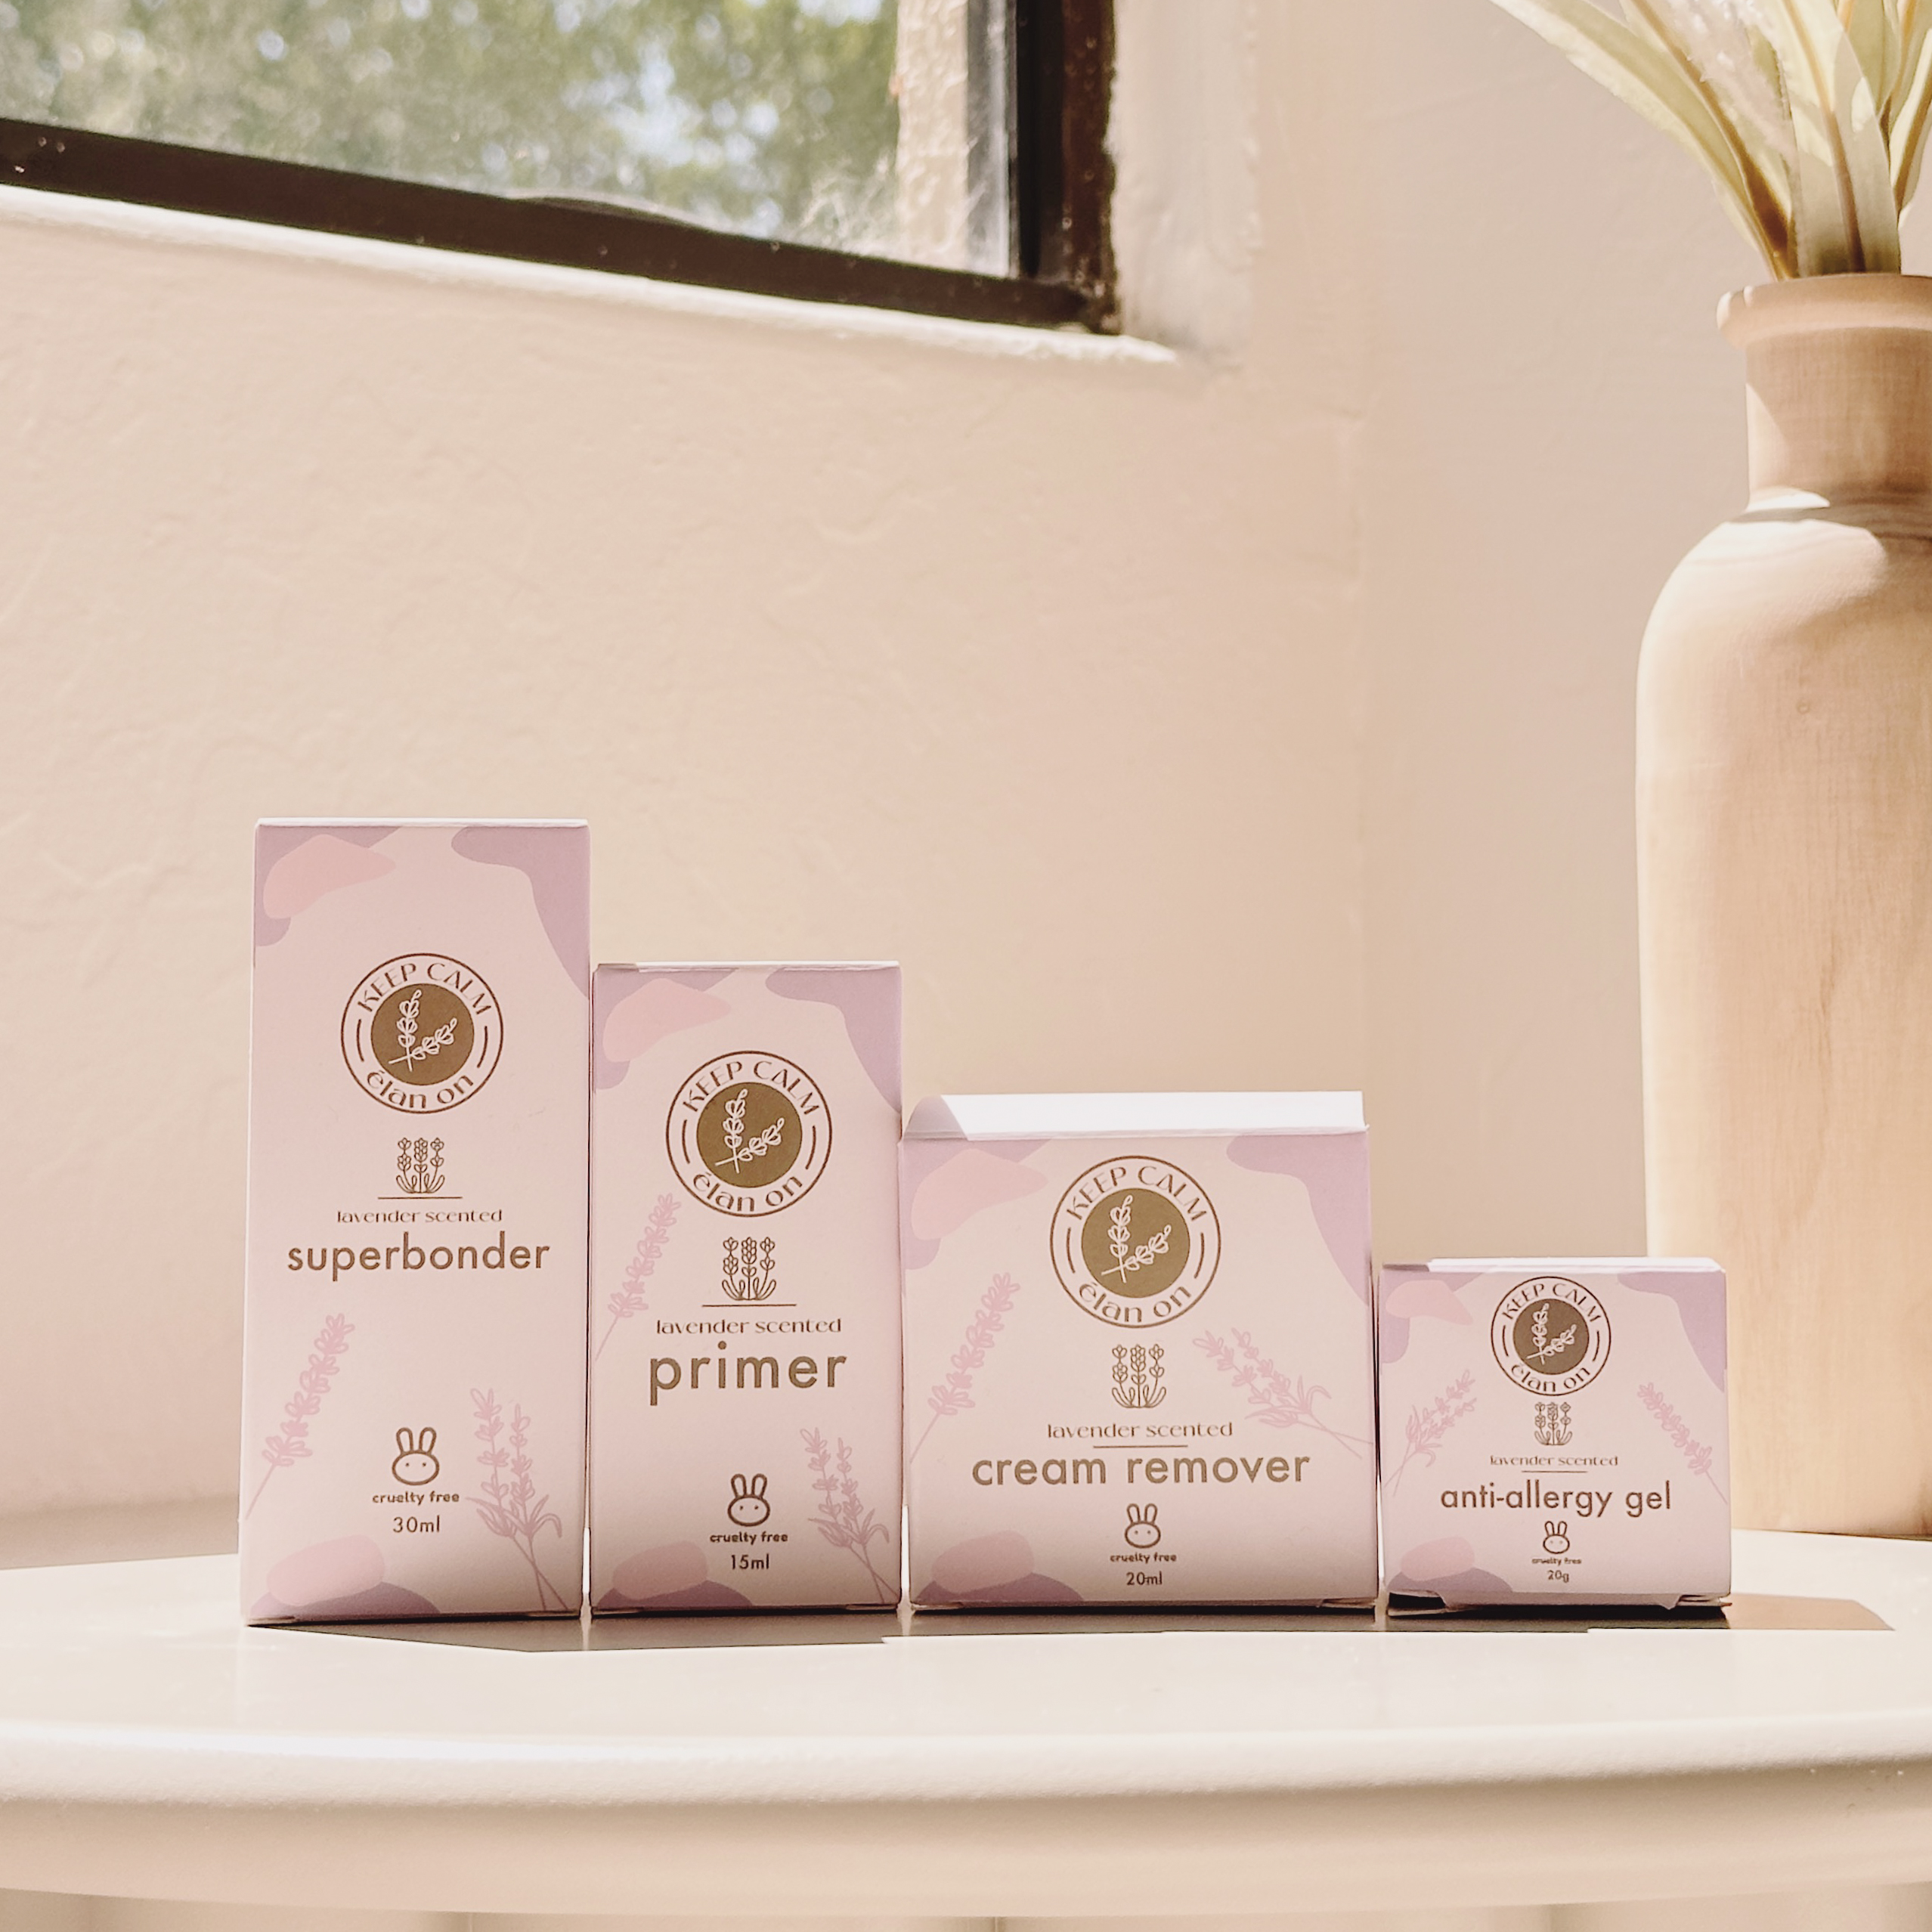 KEEP CALM
élan on
lavender scented
superbonder
cruelty free
30ml
KEEP CALM
élan on
lavender scented
primer
cruelty free
15ml
KEEP CALM
élan on
lavender scented
cream remover
cruelty free
20ml
KEEP CALM
élan on
lavender scented
anti-allergy gel
cruelty free
20g